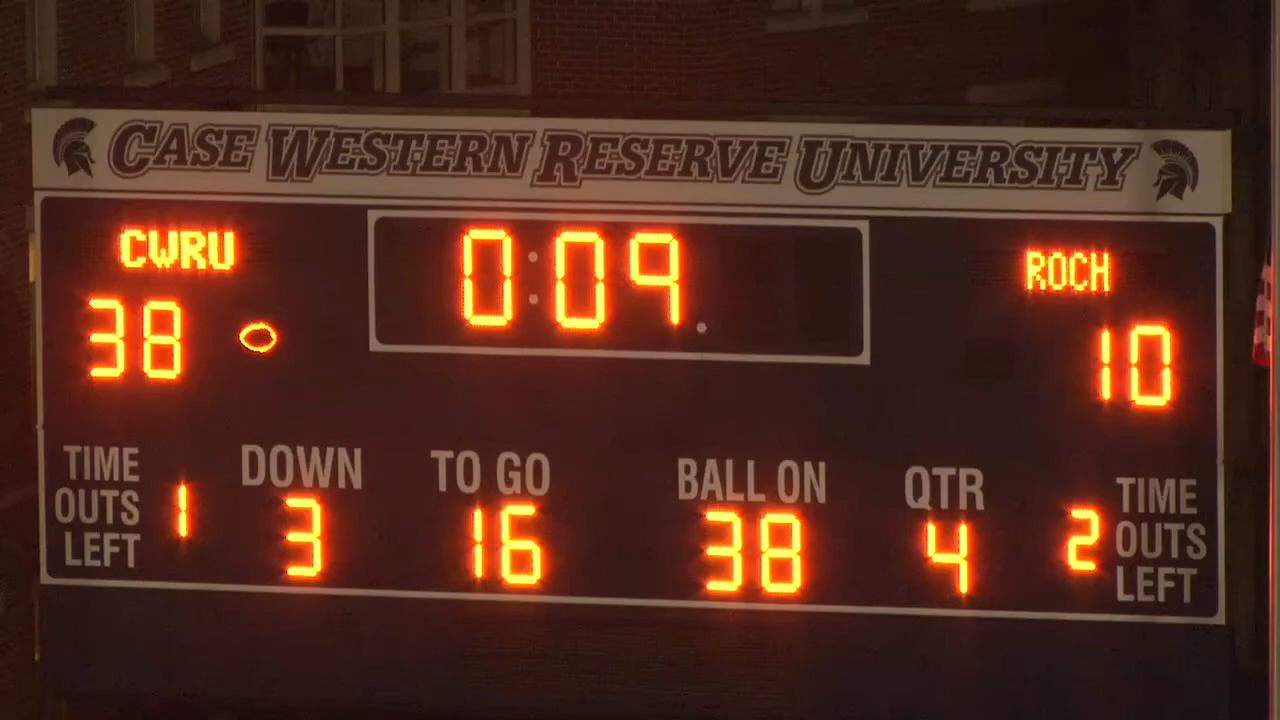 CASE WESTERN RESERVE UNIVERSITY
CWRU
0:09.
ROCH
38
10
TIME OUTS LEFT
1
DOWN
3
TO GO
16
BALL ON
38
QTR
4
2
TIME OUTS LEFT